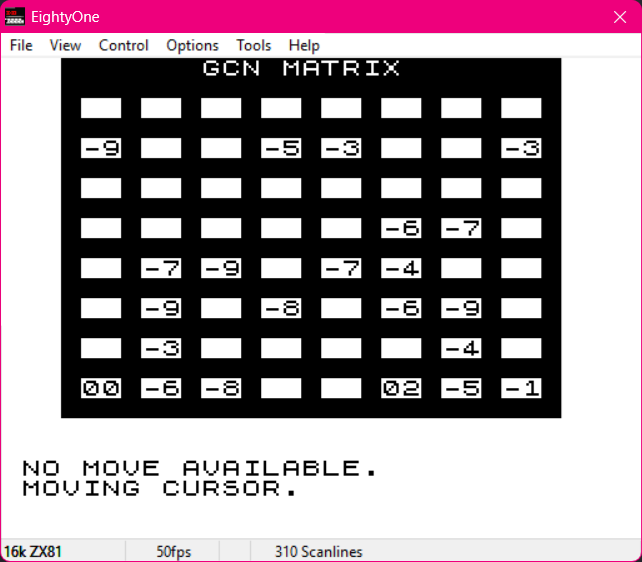 EightyOne
File View Control Options Tools Help
GCN MATRIX
-9 -5 -3 -3
-6 -7
-7 -9 -7 -4
-9 -8 -6 -9
-3 -4
00 -6 -8 02 -5 -1
NO MOVE AVAILABLE.
MOVING CURSOR.
16k ZX81 50fps 310 Scanlines